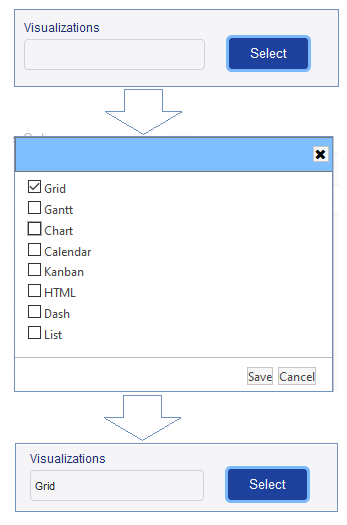 Visualizations
Select
Grid
Gantt
Chart
Calendar
Kanban
HTML
Dash
List
Save Cancel
Visualizations
Grid Select